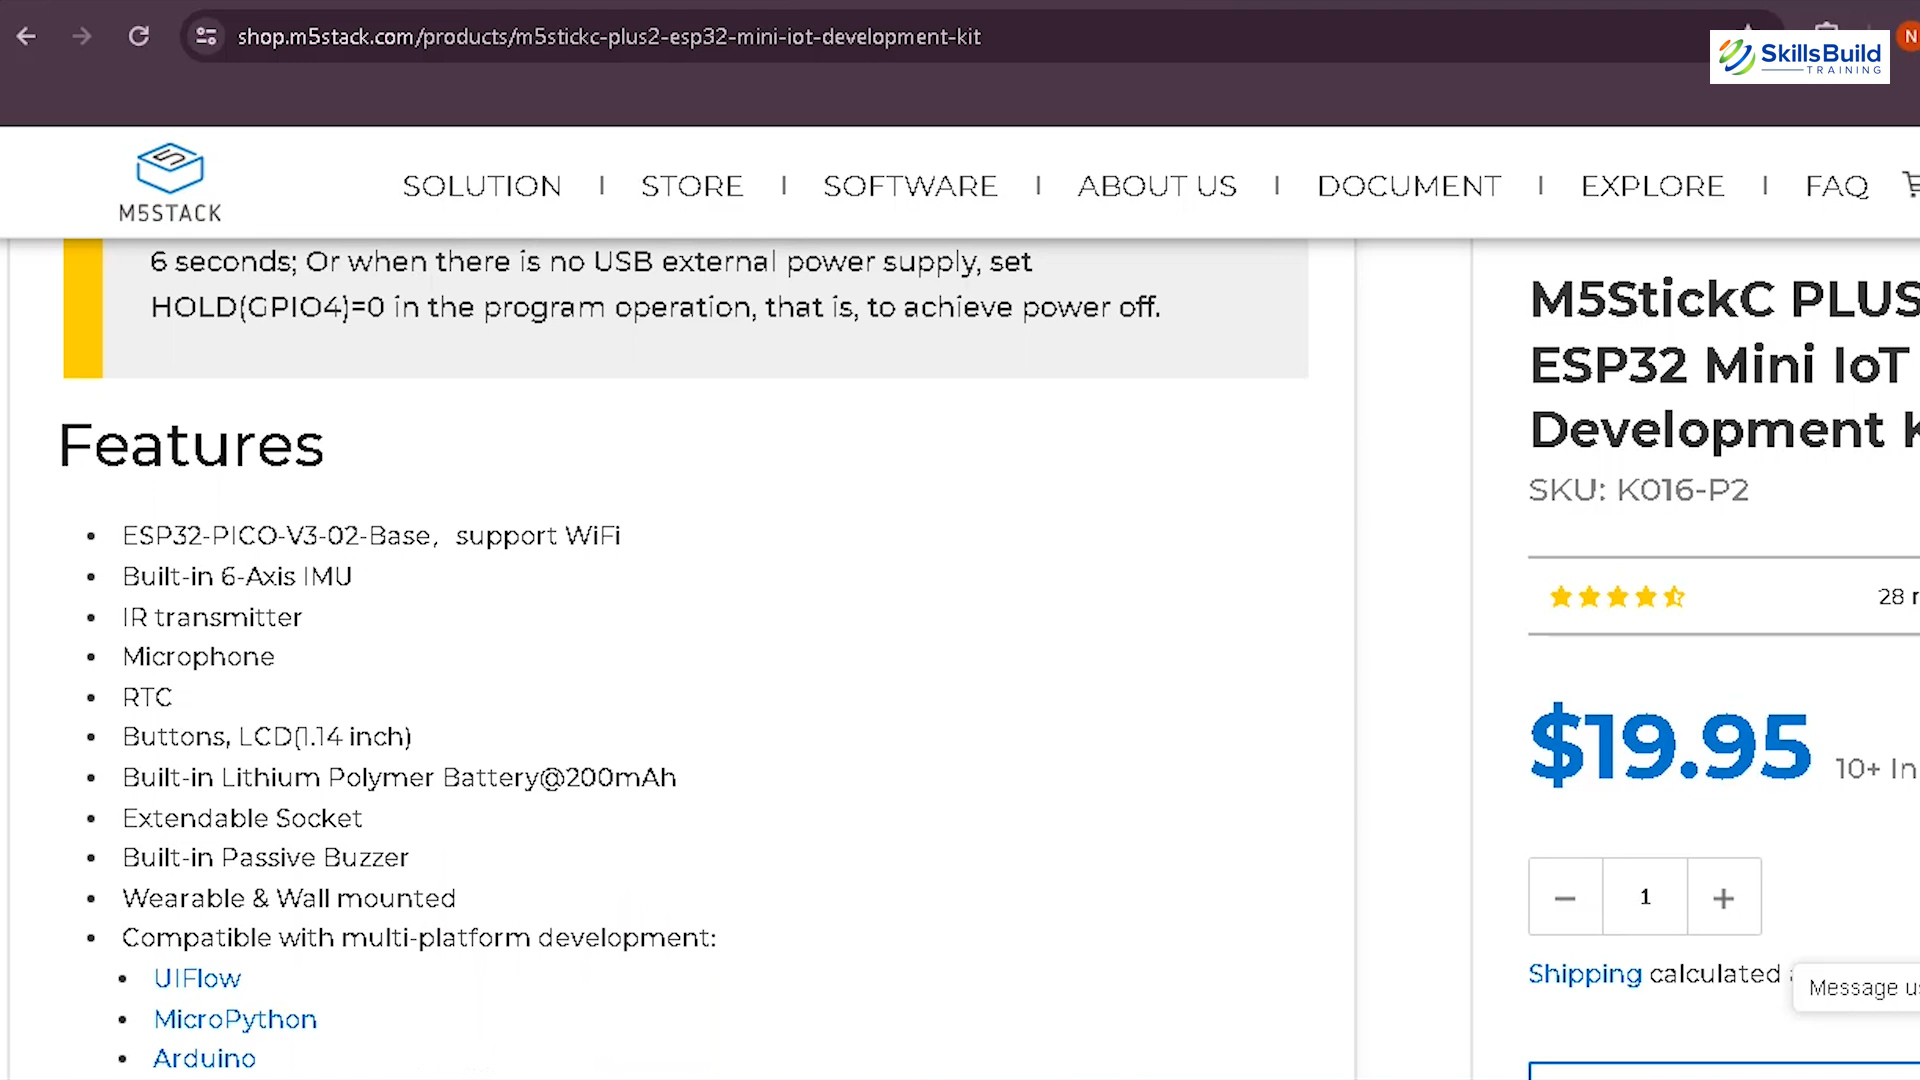 shop.m5stack.com/products/m5stickc-plus2-esp32-mini-iot-development-kit
N
SkillsBuild
TRAINING
5
M5STACK
SOLUTION | STORE | SOFTWARE | ABOUT US | DOCUMENT | EXPLORE | FAQ
6 seconds; Or when there is no USB external power supply, set
HOLD(GPIO4)=0 in the program operation, that is, to achieve power off.
Features
• ESP32-PICO-V3-02-Base, support WiFi
• Built-in 6-Axis IMU
• IR transmitter
• Microphone
• RTC
• Buttons, LCD(1.14 inch)
• Built-in Lithium Polymer Battery@200mAh
• Extendable Socket
• Built-in Passive Buzzer
• Wearable & Wall mounted
• Compatible with multi-platform development:
• UIFlow
• MicroPython
• Arduino
M5StickC PLUS
ESP32 Mini IoT
Development
SKU: K016-P2
28
$19.95 10+ In
− 1 +
Shipping calculated
Message us